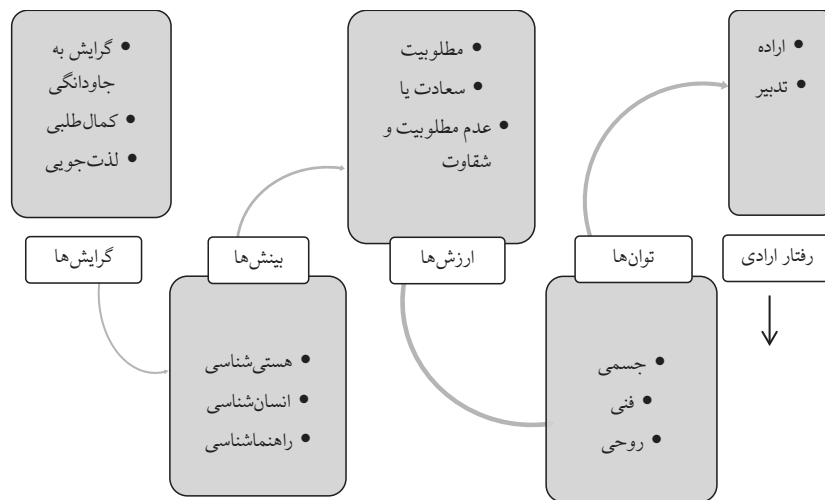 گرایش به
جاودانگی
کمال‌طلبی
لذت‌جویی
گرایش‌ها
بینش‌ها
هستی‌شناسی
انسان‌شناسی
راهنماشناسی
مطلوبیت
سعادت یا
عدم مطلوبیت و
شقاوت
ارزش‌ها
توان‌ها
جسمی
فنی
روحی
اراده
تدبیر
رفتار ارادی